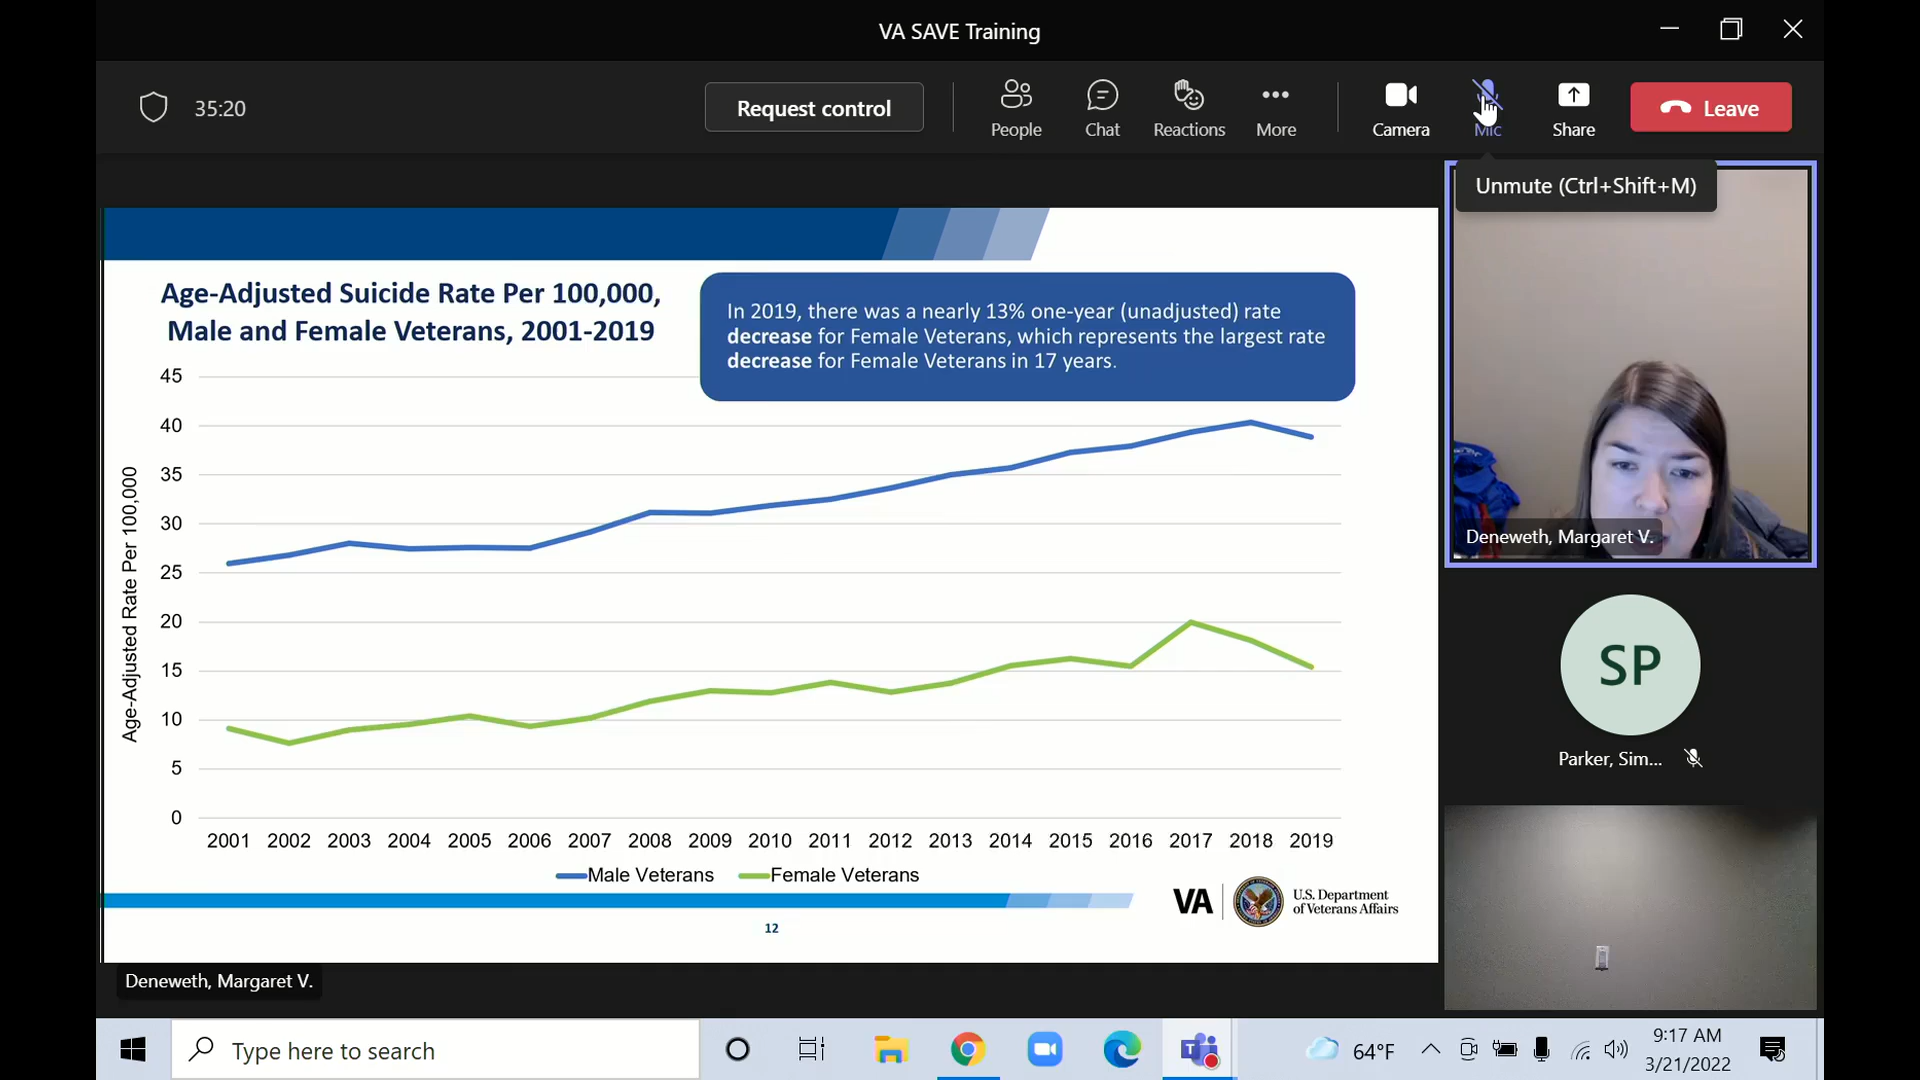 VA SAVE Training
35:20
Request control
People
Chat
Reactions
More
Camera
Mic
Share
Leave
Unmute (Ctrl+Shift+M)
Age-Adjusted Suicide Rate Per 100,000,
Male and Female Veterans, 2001-2019
In 2019, there was a nearly 13% one-year (unadjusted) rate
decrease for Female Veterans, which represents the largest rate
decrease for Female Veterans in 17 years.
Age-Adjusted Rate Per 100,000
45
40
35
30
25
20
15
10
5
0
2001 2002 2003 2004 2005 2006 2007 2008 2009 2010 2011 2012 2013 2014 2015 2016 2017 2018 2019
Male Veterans Female Veterans
VA
U.S. Department
of Veterans Affairs
12
Deneweth, Margaret V.
Deneweth, Margaret V.
SP
Parker, Sim...
Type here to search
64°F
9:17 AM
3/21/2022